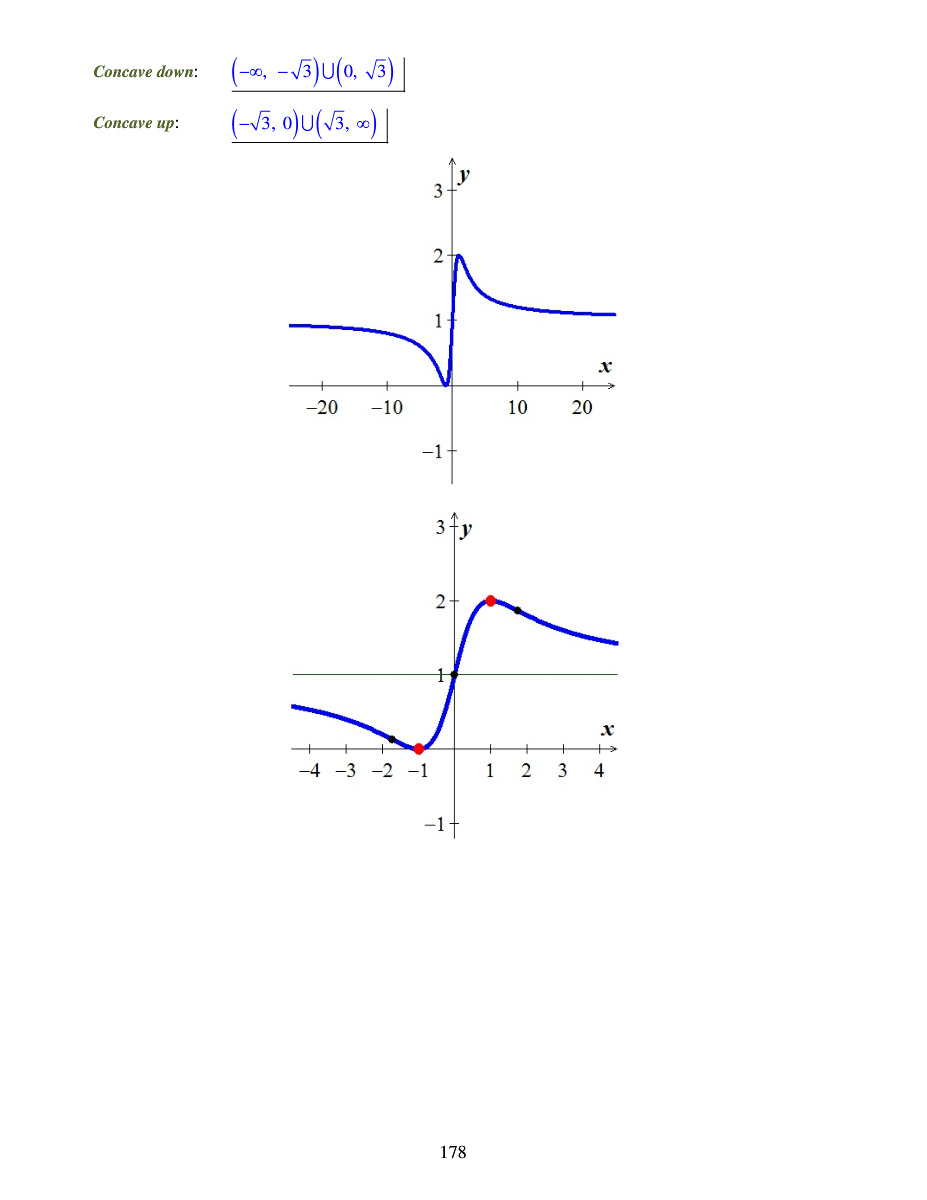 Concave down: (−∞, −√3)∪(0, √3)
Concave up: (−√3, 0)∪(√3, ∞)
y
3
2
1
x
−20 −10 10 20
−1
3 y
2
1
x
−4 −3 −2 −1 1 2 3 4
−1
178